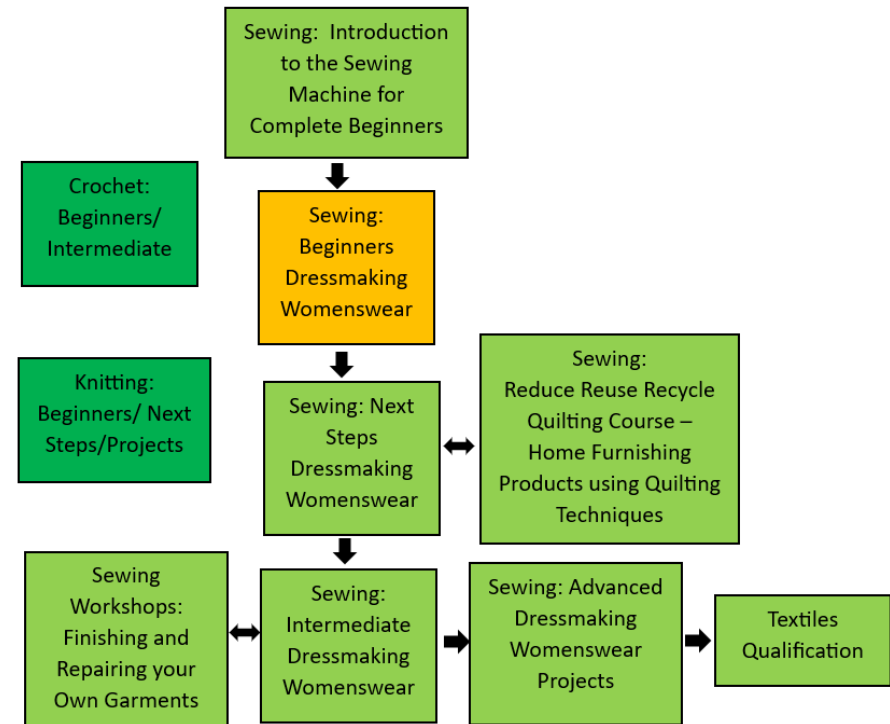 Sewing:  Introduction
to the Sewing
Machine for
Complete Beginners
Crochet:
Beginners/
Intermediate
Sewing:
Beginners
Dressmaking
Womenswear
Knitting:
Beginners/ Next
Steps/Projects
Sewing: Next
Steps
Dressmaking
Womenswear
Sewing:
Reduce Reuse Recycle
Quilting Course –
Home Furnishing
Products using Quilting
Techniques
Sewing
Workshops:
Finishing and
Repairing your
Own Garments
Sewing:
Intermediate
Dressmaking
Womenswear
Sewing: Advanced
Dressmaking
Womenswear
Projects
Textiles
Qualification